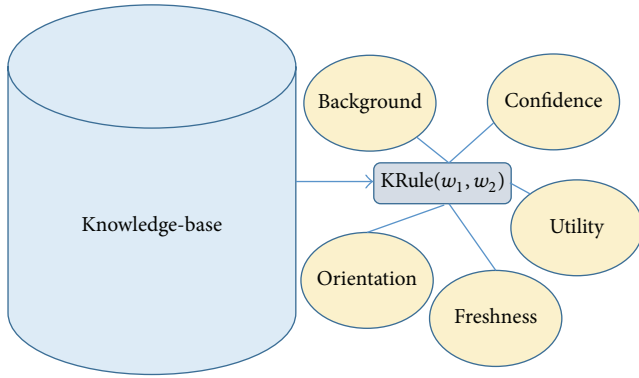 Background
Confidence
KRule(w₁, w₂)
Knowledge-base
Utility
Orientation
Freshness